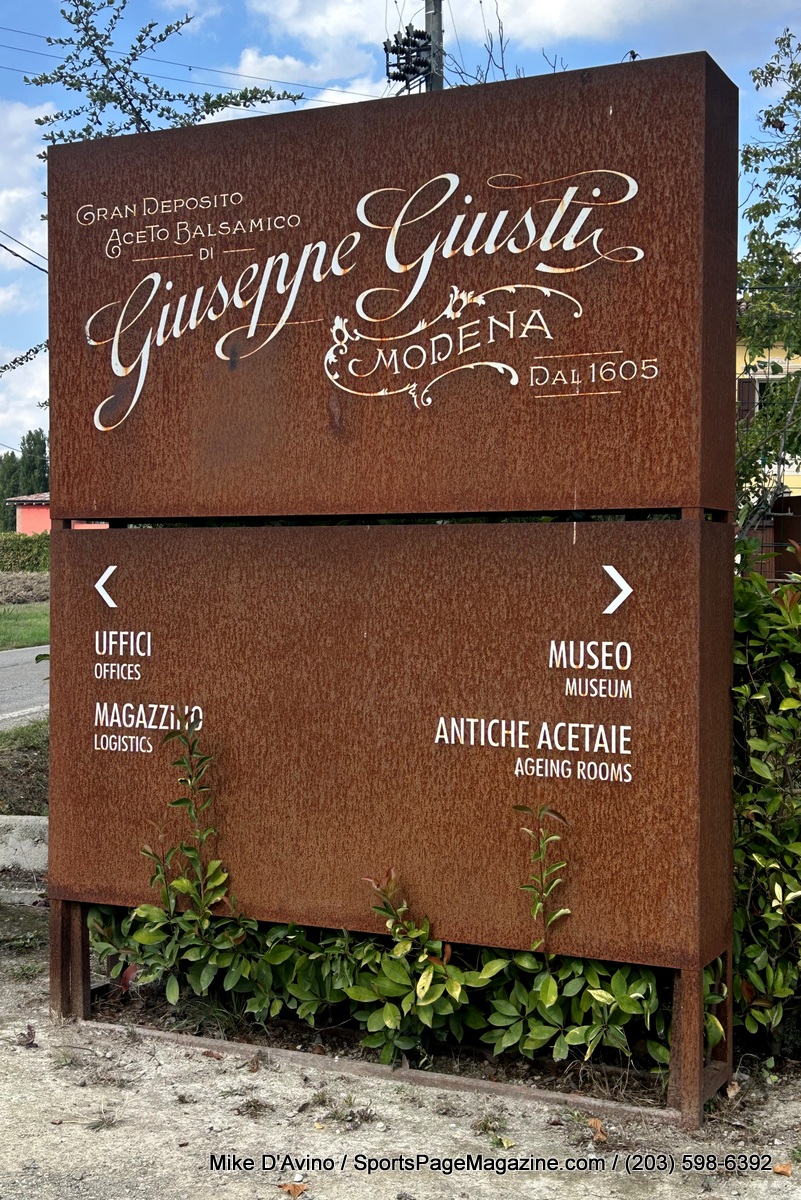 Gran Deposito
Aceto Balsamico
di
Giuseppe Giusti
MODENA
Dal 1605
UFFICI
OFFICES
MAGAZZiNO
LOGISTICS
MUSEO
MUSEUM
ANTICHE ACETAIE
AGEING ROOMS
Mike D'Avino / SportsPageMagazine.com / (203) 598-6392